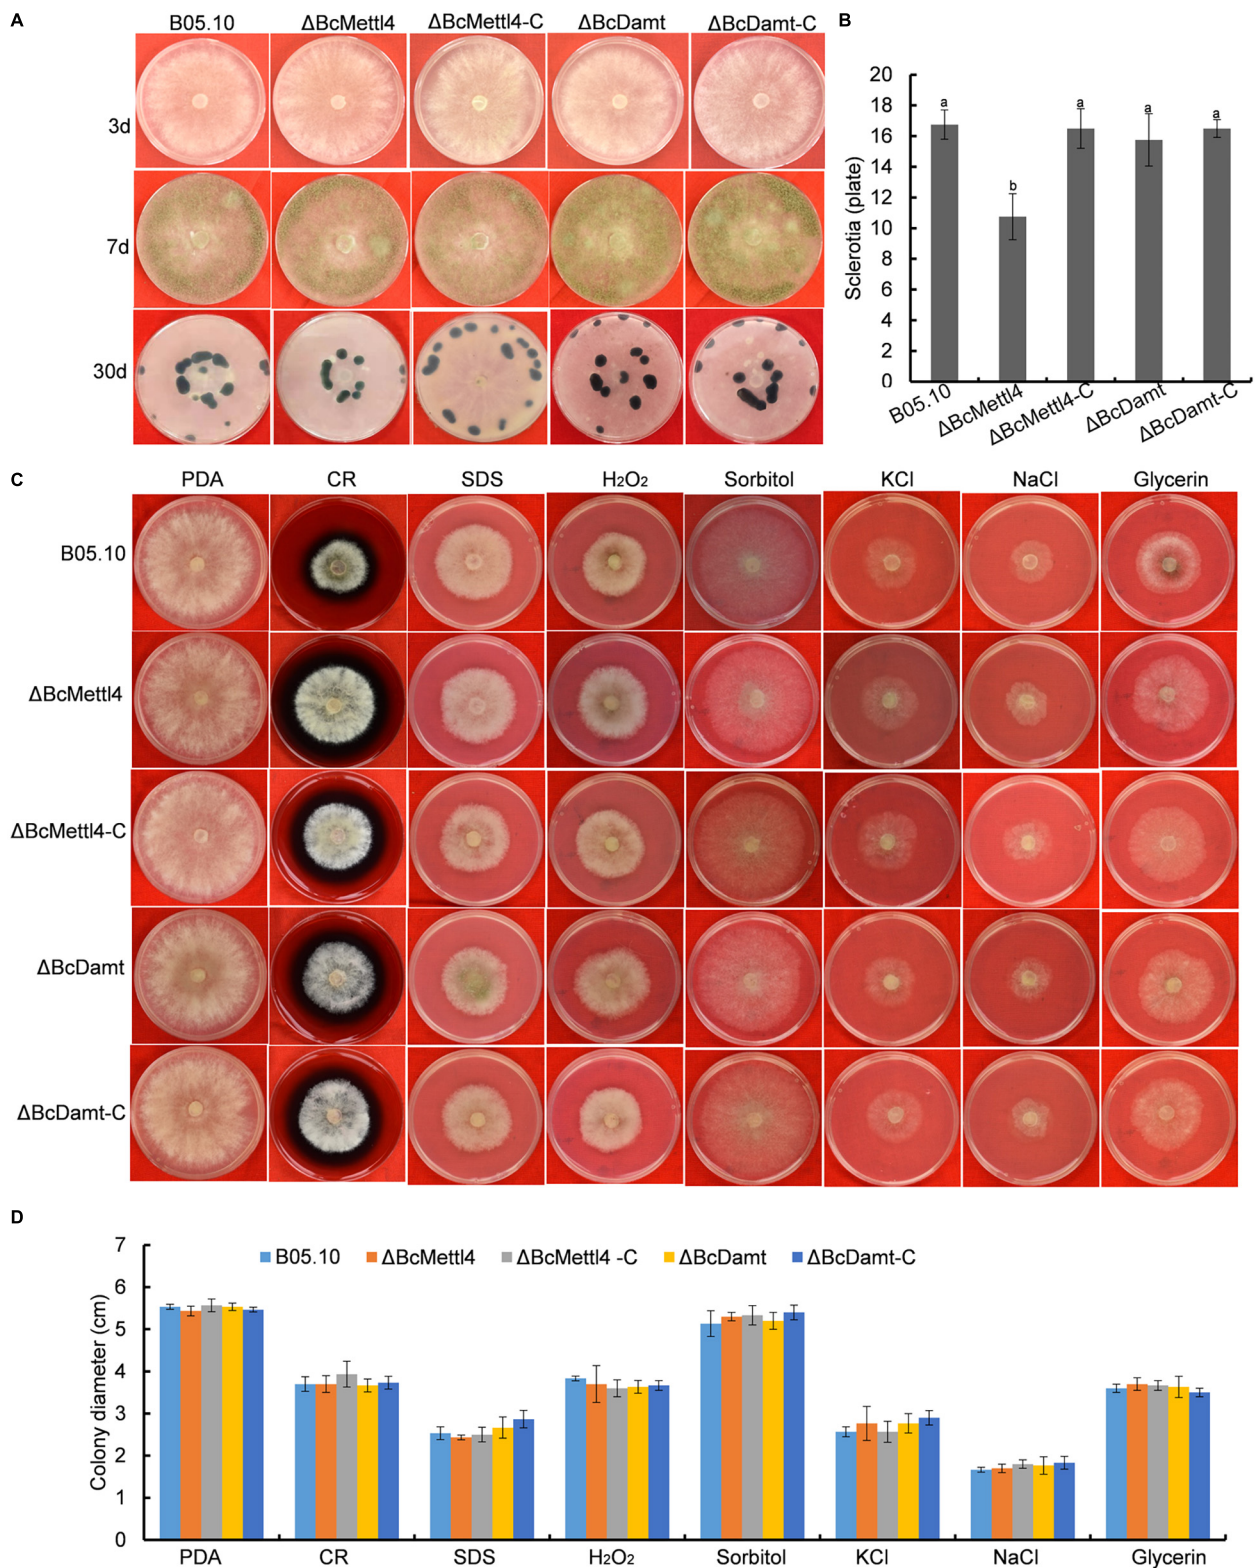 A
B05.10 ΔBcMettl4 ΔBcMettl4-C ΔBcDamt ΔBcDamt-C
3d
7d
30d
B
Sclerotia (plate)
20
18
16
14
12
10
8
6
4
2
0
a b a a a
B05.10 ΔBcMettl4 ΔBcMettl4-C ΔBcDamt ΔBcDamt-C
C
PDA CR SDS H₂O₂ Sorbitol KCl NaCl Glycerin
B05.10
ΔBcMettl4
ΔBcMettl4-C
ΔBcDamt
ΔBcDamt-C
D
Colony diameter (cm)
7
6
5
4
3
2
1
0
B05.10 ΔBcMettl4 ΔBcMettl4 -C ΔBcDamt ΔBcDamt-C
PDA CR SDS H₂O₂ Sorbitol KCl NaCl Glycerin